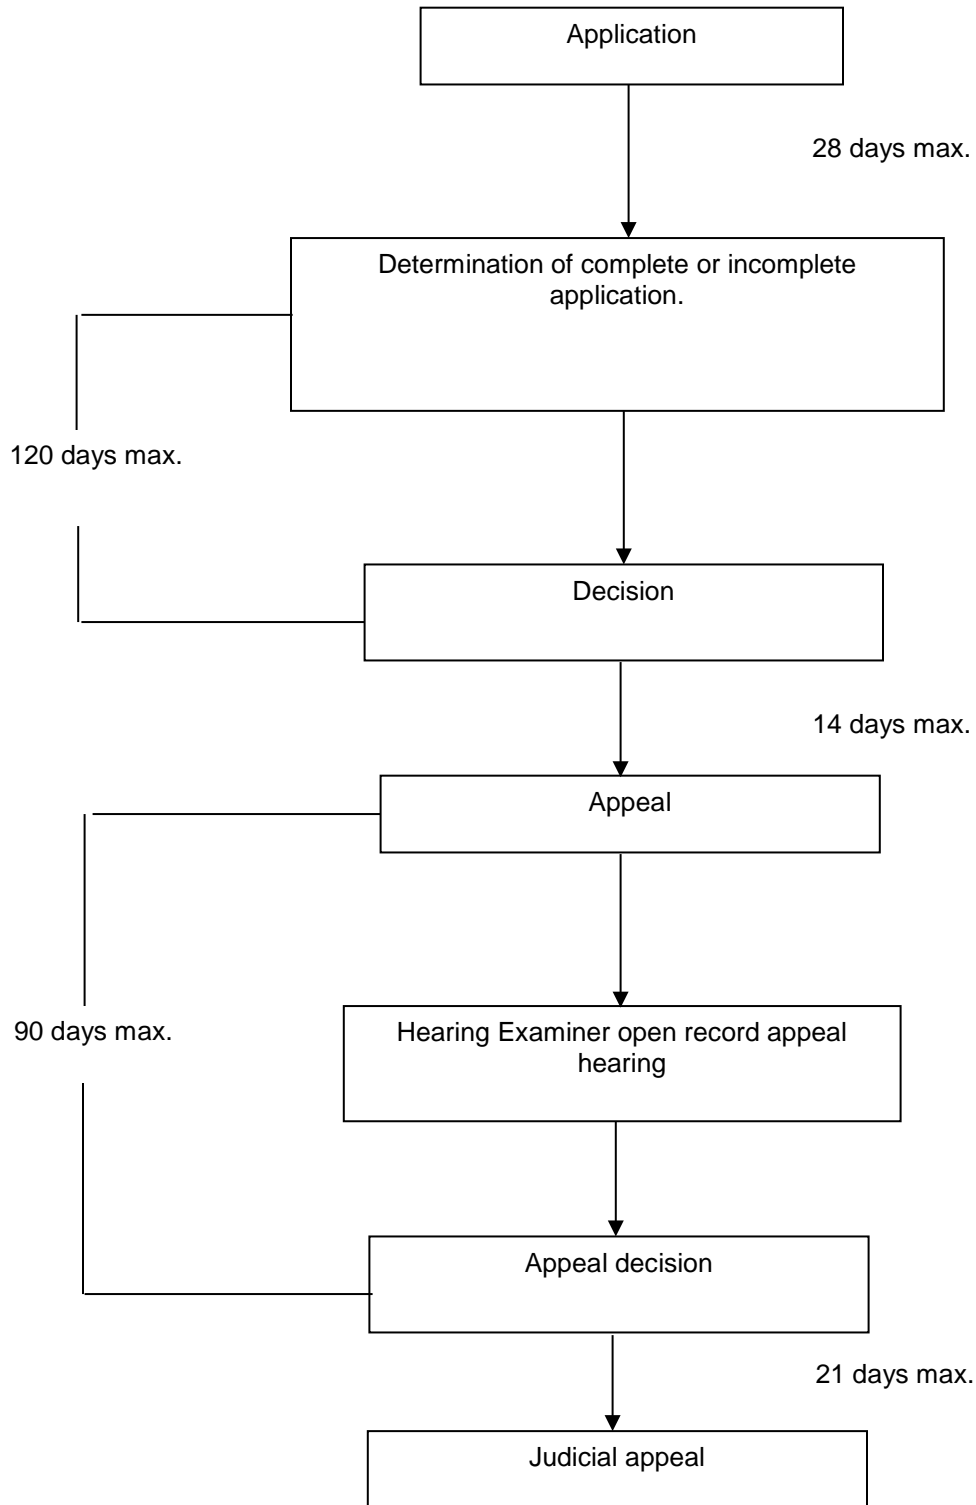 Application
28 days max.
Determination of complete or incomplete
application.
120 days max.
Decision
14 days max.
Appeal
90 days max.
Hearing Examiner open record appeal
hearing
Appeal decision
21 days max.
Judicial appeal